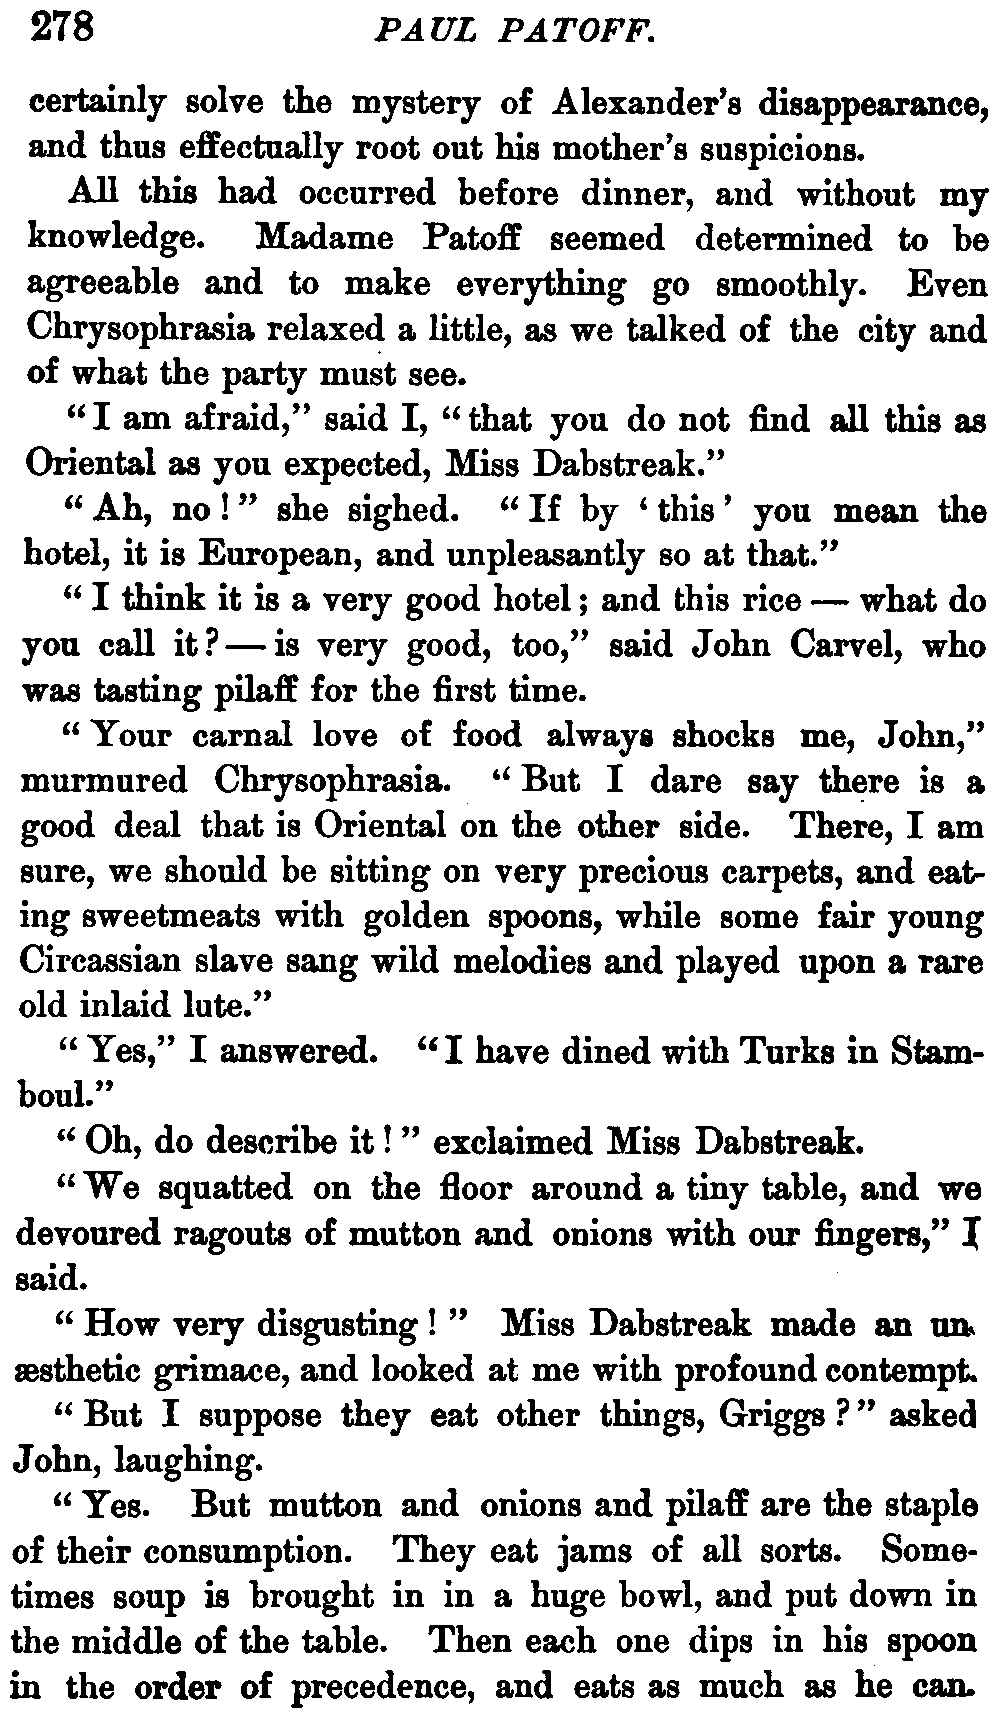 278 PAUL PATOFF.
certainly solve the mystery of Alexander's disappearance,
and thus effectually root out his mother's suspicions.
All this had occurred before dinner, and without my
knowledge. Madame Patoff seemed determined to be
agreeable and to make everything go smoothly. Even
Chrysophrasia relaxed a little, as we talked of the city and
of what the party must see.
"I am afraid," said I, "that you do not find all this as
Oriental as you expected, Miss Dabstreak."
"Ah, no!" she sighed. "If by 'this' you mean the
hotel, it is European, and unpleasantly so at that."
"I think it is a very good hotel; and this rice — what do
you call it? — is very good, too," said John Carvel, who
was tasting pilaff for the first time.
"Your carnal love of food always shocks me, John,"
murmured Chrysophrasia. "But I dare say there is a
good deal that is Oriental on the other side. There, I am
sure, we should be sitting on very precious carpets, and eat-
ing sweetmeats with golden spoons, while some fair young
Circassian slave sang wild melodies and played upon a rare
old inlaid lute."
"Yes," I answered. "I have dined with Turks in Stam-
boul."
"Oh, do describe it!" exclaimed Miss Dabstreak.
"We squatted on the floor around a tiny table, and we
devoured ragouts of mutton and onions with our fingers," I
said.
"How very disgusting!" Miss Dabstreak made an un-
æsthetic grimace, and looked at me with profound contempt.
"But I suppose they eat other things, Griggs?" asked
John, laughing.
"Yes. But mutton and onions and pilaff are the staple
of their consumption. They eat jams of all sorts. Some-
times soup is brought in in a huge bowl, and put down in
the middle of the table. Then each one dips in his spoon
in the order of precedence, and eats as much as he can.